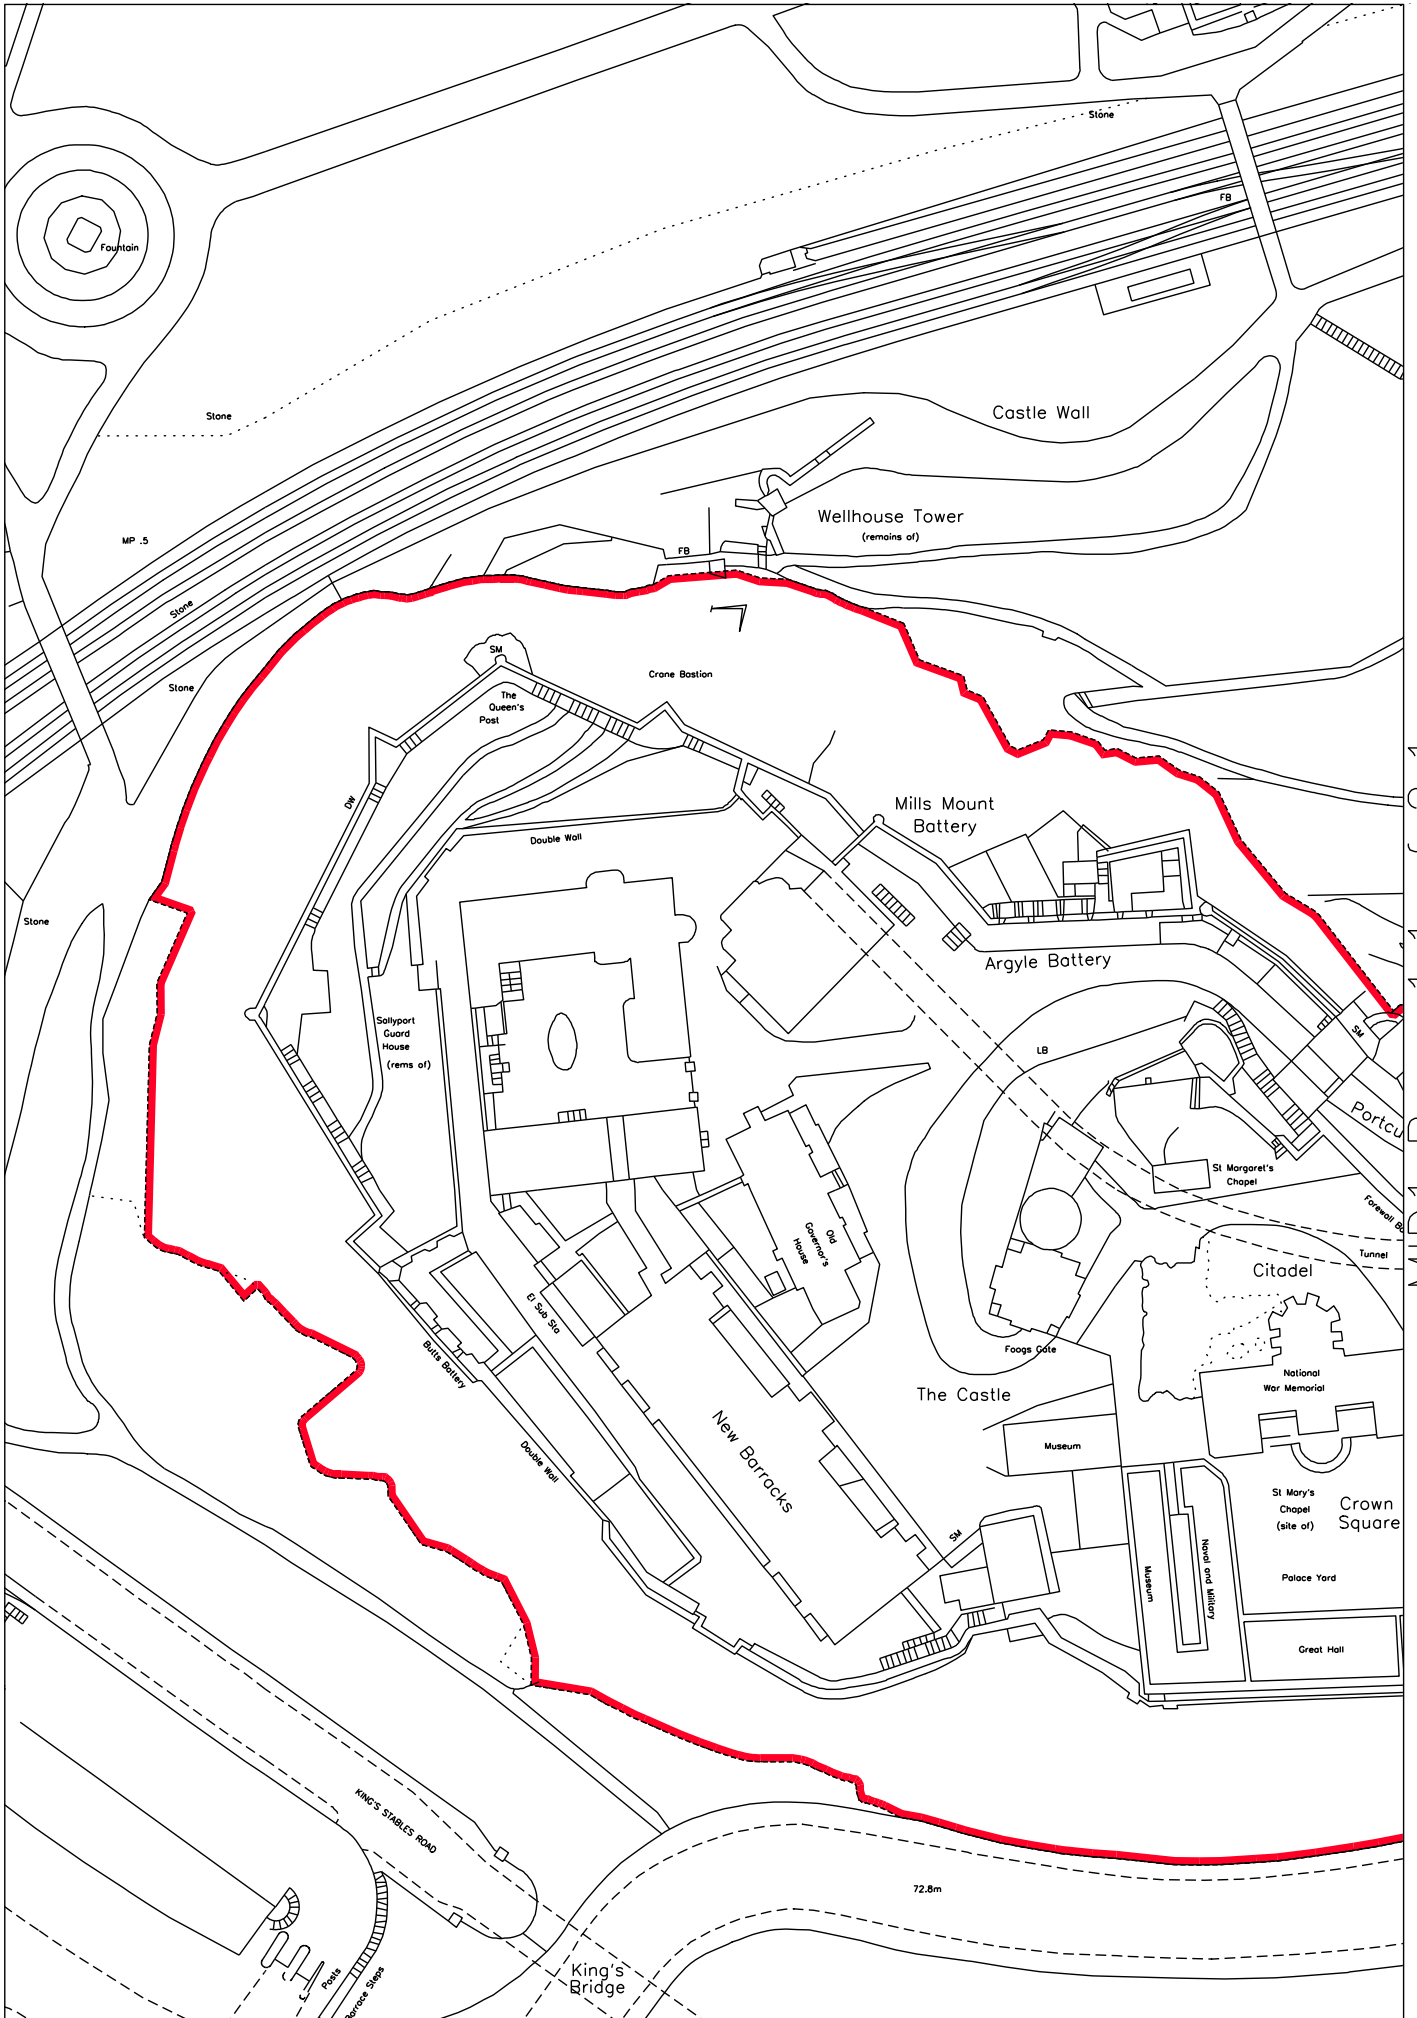 Stone
FB
Fountain
Castle Wall
Stone
Wellhouse Tower
(remains of)
MP .5
FB
Stone
SM
Crane Bastion
Stone
The
Queen's
Post
DW
Mills Mount
Battery
Double Wall
Stone
Argyle Battery
Sallyport
Guard
House
(rems of)
SM
LB
Portcu
St Margaret's
Chapel
Forewall Ba
Old
Governor's
House
Tunnel
Citadel
El Sub Sta
Foogs Gate
Butts Battery
National
War Memorial
The Castle
New Barracks
Museum
Double Wall
St Mary's
Chapel
(site of)
Crown
Square
SM
Museum
Naval and Military
Palace Yard
Great Hall
KING'S STABLES ROAD
72.8m
King's
Bridge
Posts